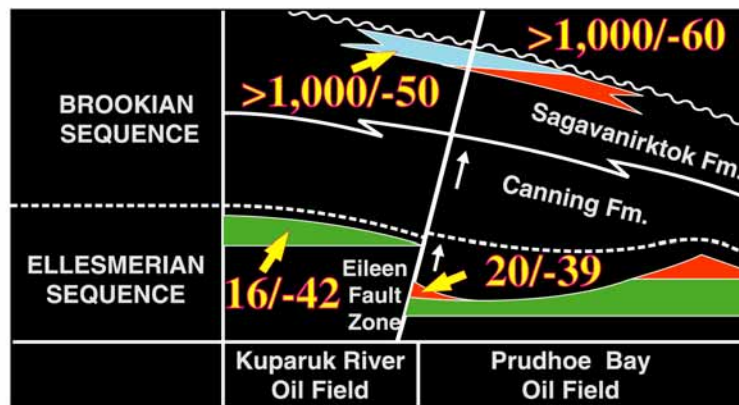 >1,000/-60
>1,000/-50
BROOKIAN
SEQUENCE
Sagavanirktok Fm.
Canning Fm.
ELLESMERIAN
SEQUENCE
16/-42
Eileen
Fault
Zone
20/-39
Kuparuk River
Oil Field
Prudhoe Bay
Oil Field